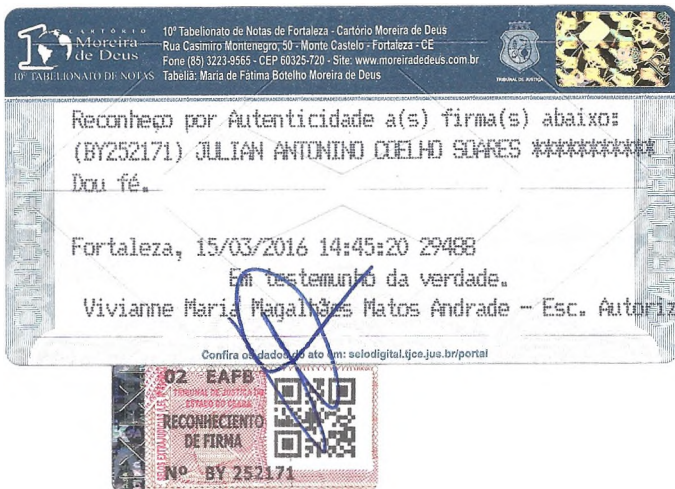 CARTÓRIO
Moreira
de Deus
10º TABELIONATO DE NOTAS
10º Tabelionato de Notas de Fortaleza - Cartório Moreira de Deus
Rua Casimiro Montenegro, 50 - Monte Castelo - Fortaleza - CE
Fone (85) 3223-9565 - CEP 60325-720 - Site: www.moreiradedeus.com.br
Tabeliã: Maria de Fátima Botelho Moreira de Deus
TRIBUNAL DE JUSTIÇA
Reconheço por Autenticidade a(s) firma(s) abaixo:
(BY252171) JULIAN ANTONINO COELHO SOARES ***********
Dou fé.
Fortaleza, 15/03/2016 14:45:20 29488
Em testemunho da verdade.
Vivianne Maria Magalhães Matos Andrade - Esc. Autoriz
Confira os dados do ato em: selodigital.tjce.jus.br/portal
02 EAFB
TRIBUNAL DE JUSTIÇA DO
ESTADO DO CEARÁ
RECONHECIENTO
DE FIRMA
Nº BY 252171